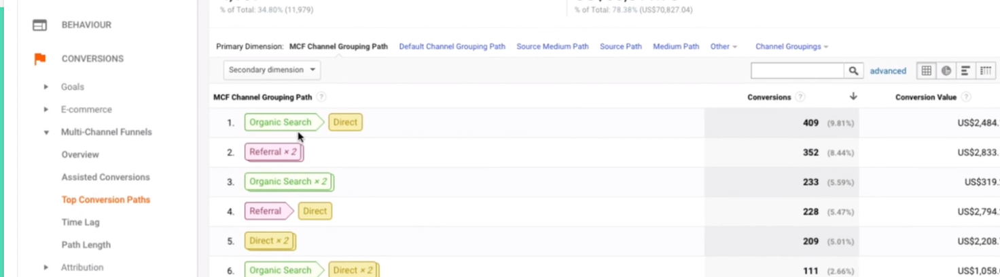 % of Total: 34.80% (11,979)
% of Total: 78.38% (US$70,827.04)
BEHAVIOUR
CONVERSIONS
Goals
E-commerce
Multi-Channel Funnels
Overview
Assisted Conversions
Top Conversion Paths
Time Lag
Path Length
Attribution
Primary Dimension: MCF Channel Grouping Path Default Channel Grouping Path Source Medium Path Source Path Medium Path Other Channel Groupings
Secondary dimension advanced
MCF Channel Grouping Path ? Conversions ? Conversion Value ?
1. Organic Search Direct 409 (9.81%) US$2,484.
2. Referral × 2 352 (8.44%) US$2,833.
3. Organic Search × 2 233 (5.59%) US$319.
4. Referral Direct 228 (5.47%) US$2,794.
5. Direct × 2 209 (5.01%) US$2,208.
6. Organic Search Direct × 2 111 (2.66%) US$1,058.